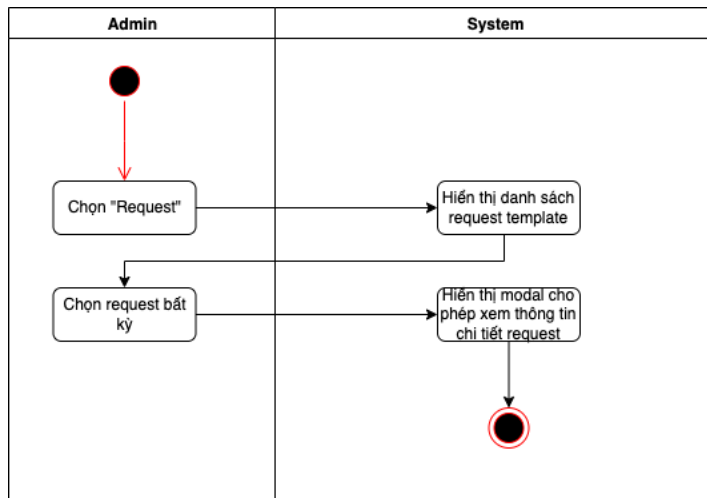 Admin
System
Chọn "Request"
Hiển thị danh sách
request template
Chọn request bất
kỳ
Hiển thị modal cho
phép xem thông tin
chi tiết request